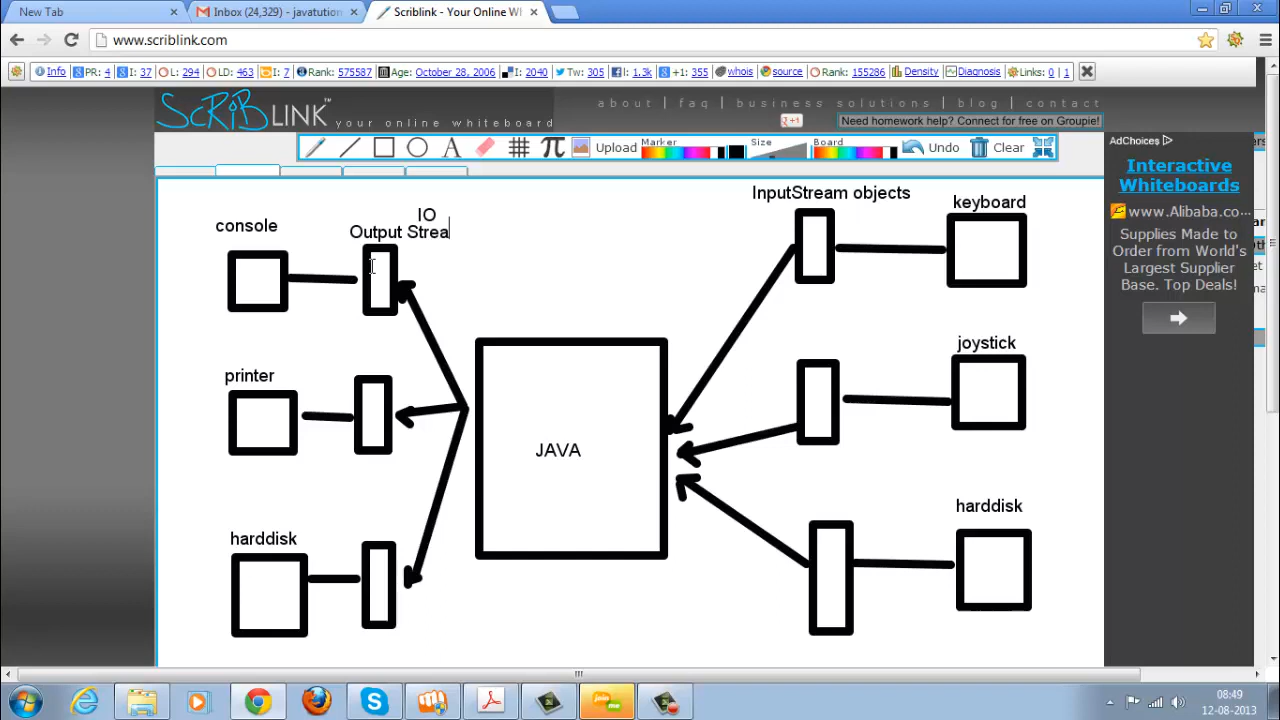 New Tab
Inbox (24,329) - javatution
Scriblink - Your Online Wh
www.scriblink.com
Info PR: 4 I: 37 L: 294 LD: 463 I: 7 Rank: 575587 Age: October 28, 2006 I: 2040 Tw: 305 I: 1.3k +1: 355 whois source Rank: 155286 Density Diagnosis Links: 0 | 1
SCRIBLINK™
your online whiteboard
about | faq | business solutions | blog | contact
+1
Need homework help? Connect for free on Groupie!
Upload Marker Size Board Undo Clear
AdChoices
Interactive
Whiteboards
www.Alibaba.co...
Supplies Made to
Order from World's
Largest Supplier
Base. Top Deals!
InputStream objects
keyboard
IO
console
Output Strea
joystick
printer
JAVA
harddisk
harddisk
08:49
12-08-2013